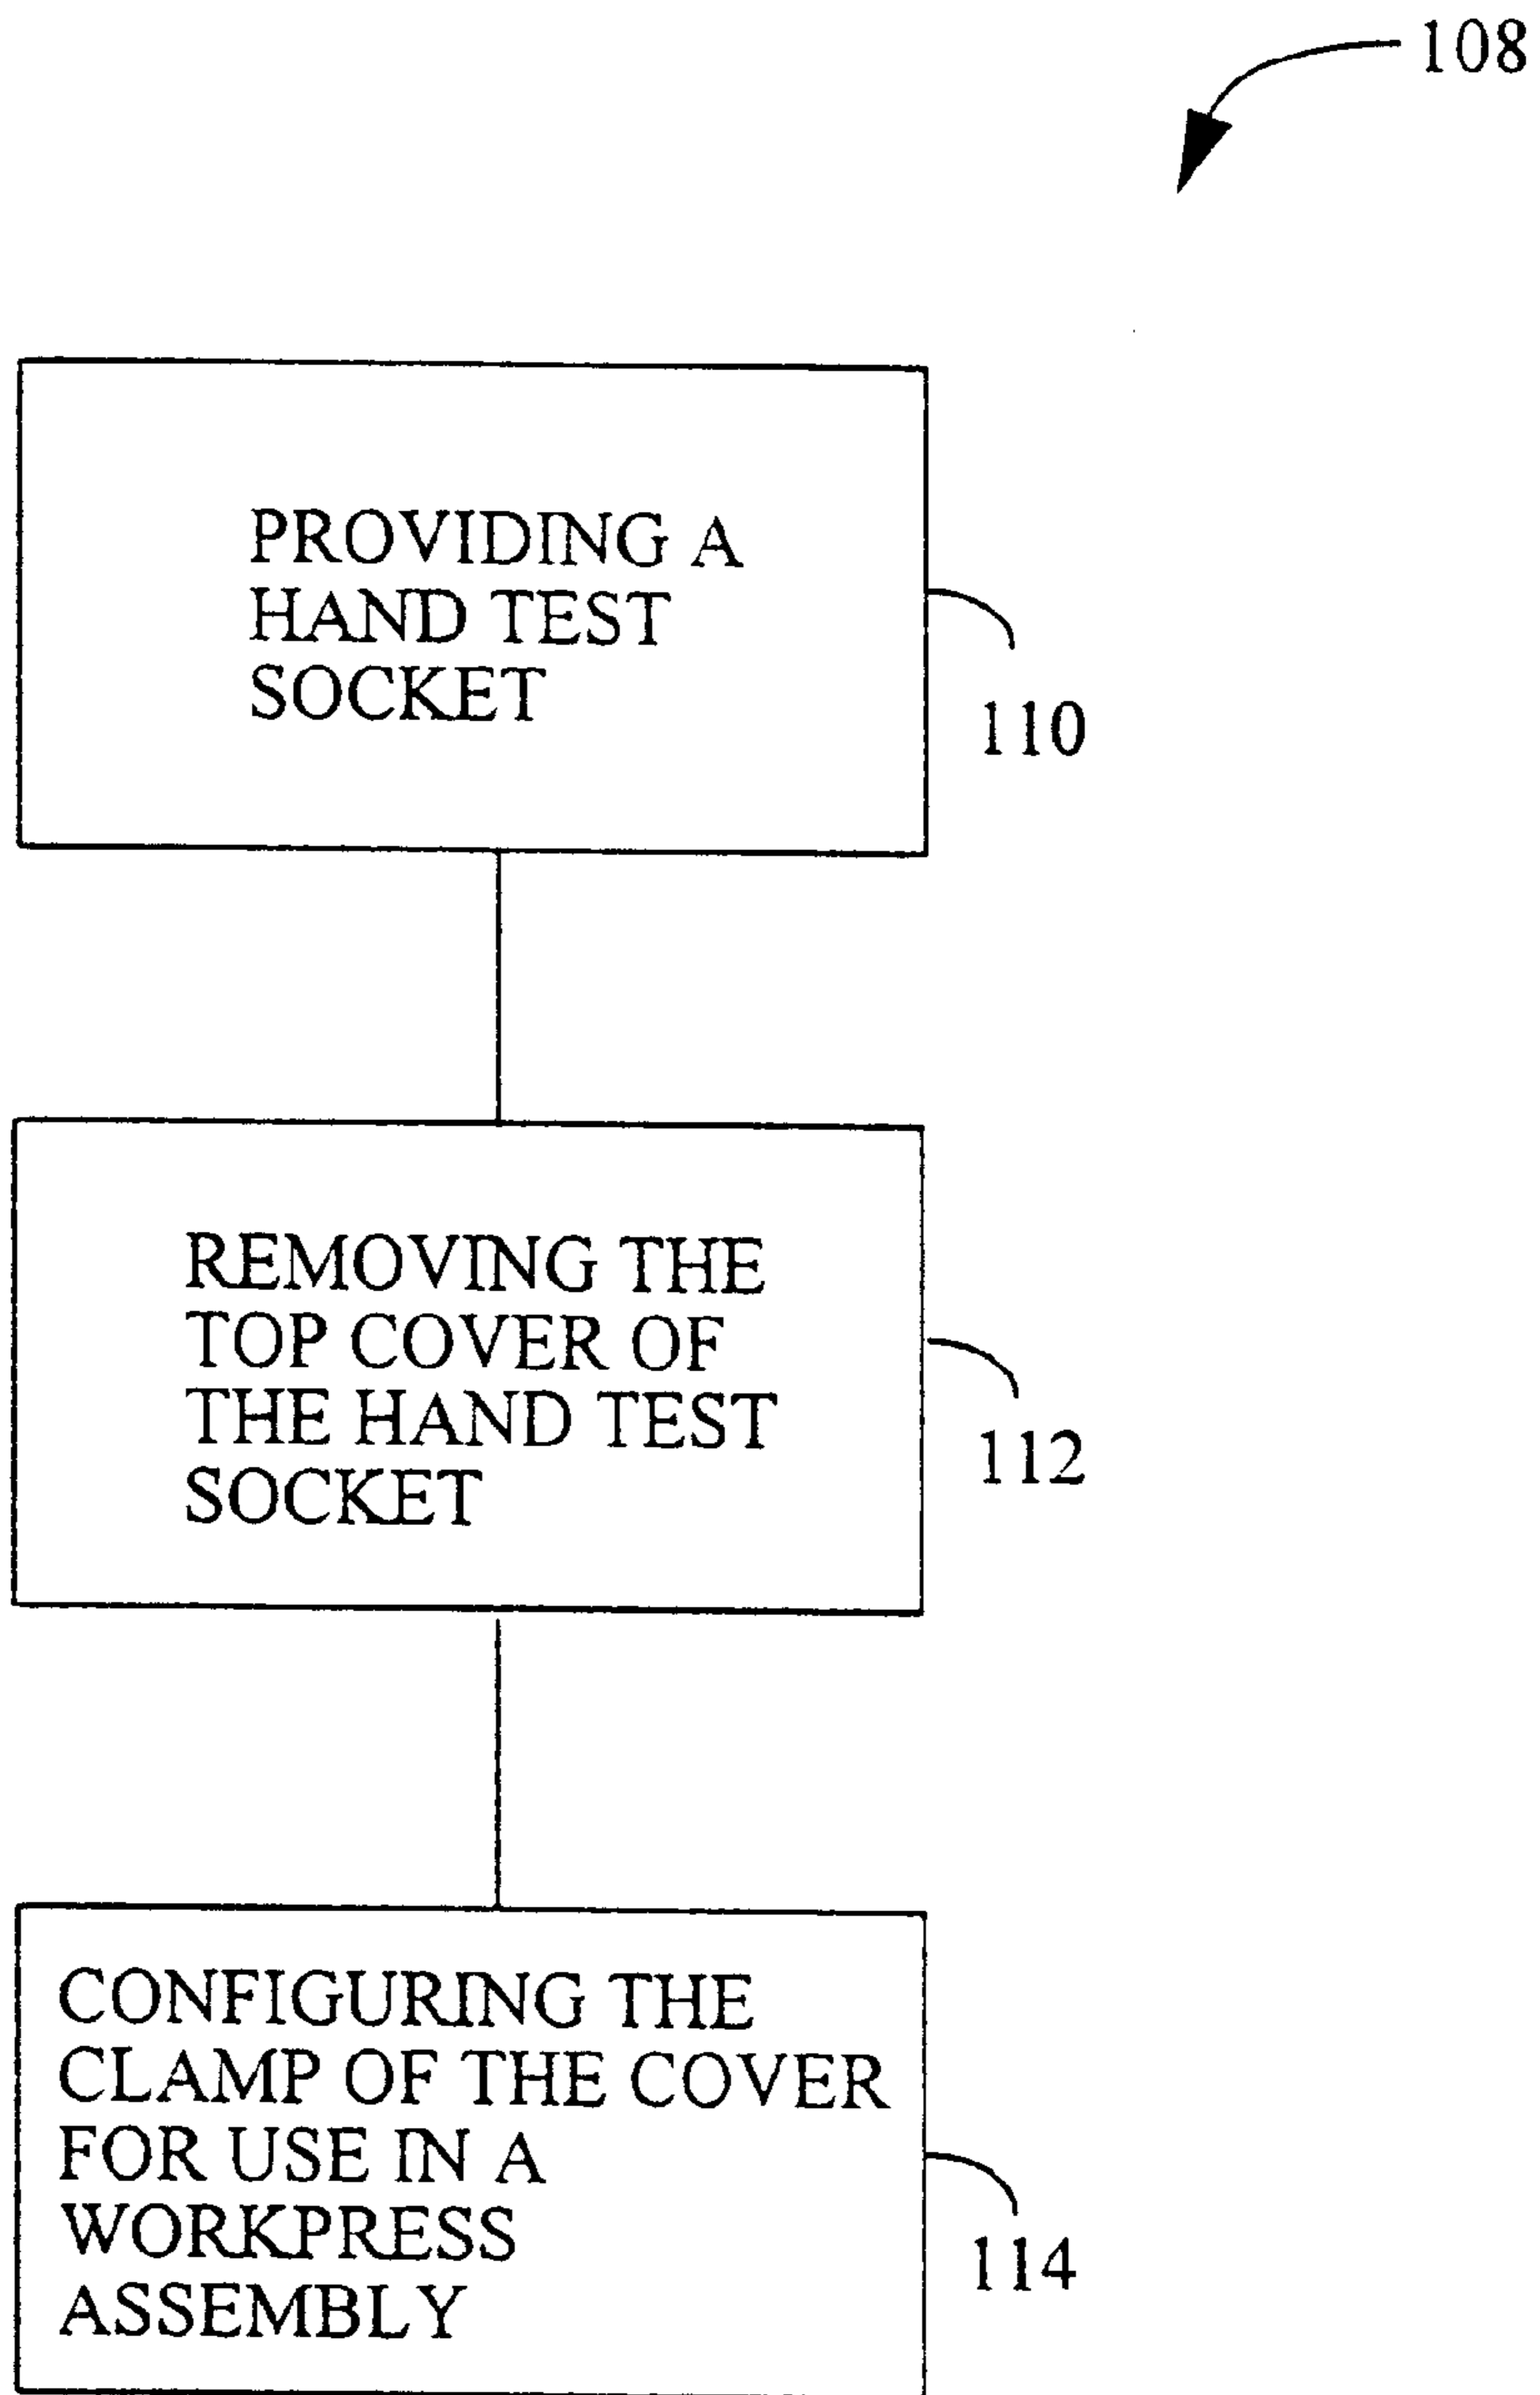 108
PROVIDING A
HAND TEST
SOCKET
110
REMOVING THE
TOP COVER OF
THE HAND TEST
SOCKET
112
CONFIGURING THE
CLAMP OF THE COVER
FOR USE IN A
WORKPRESS
ASSEMBLY
114